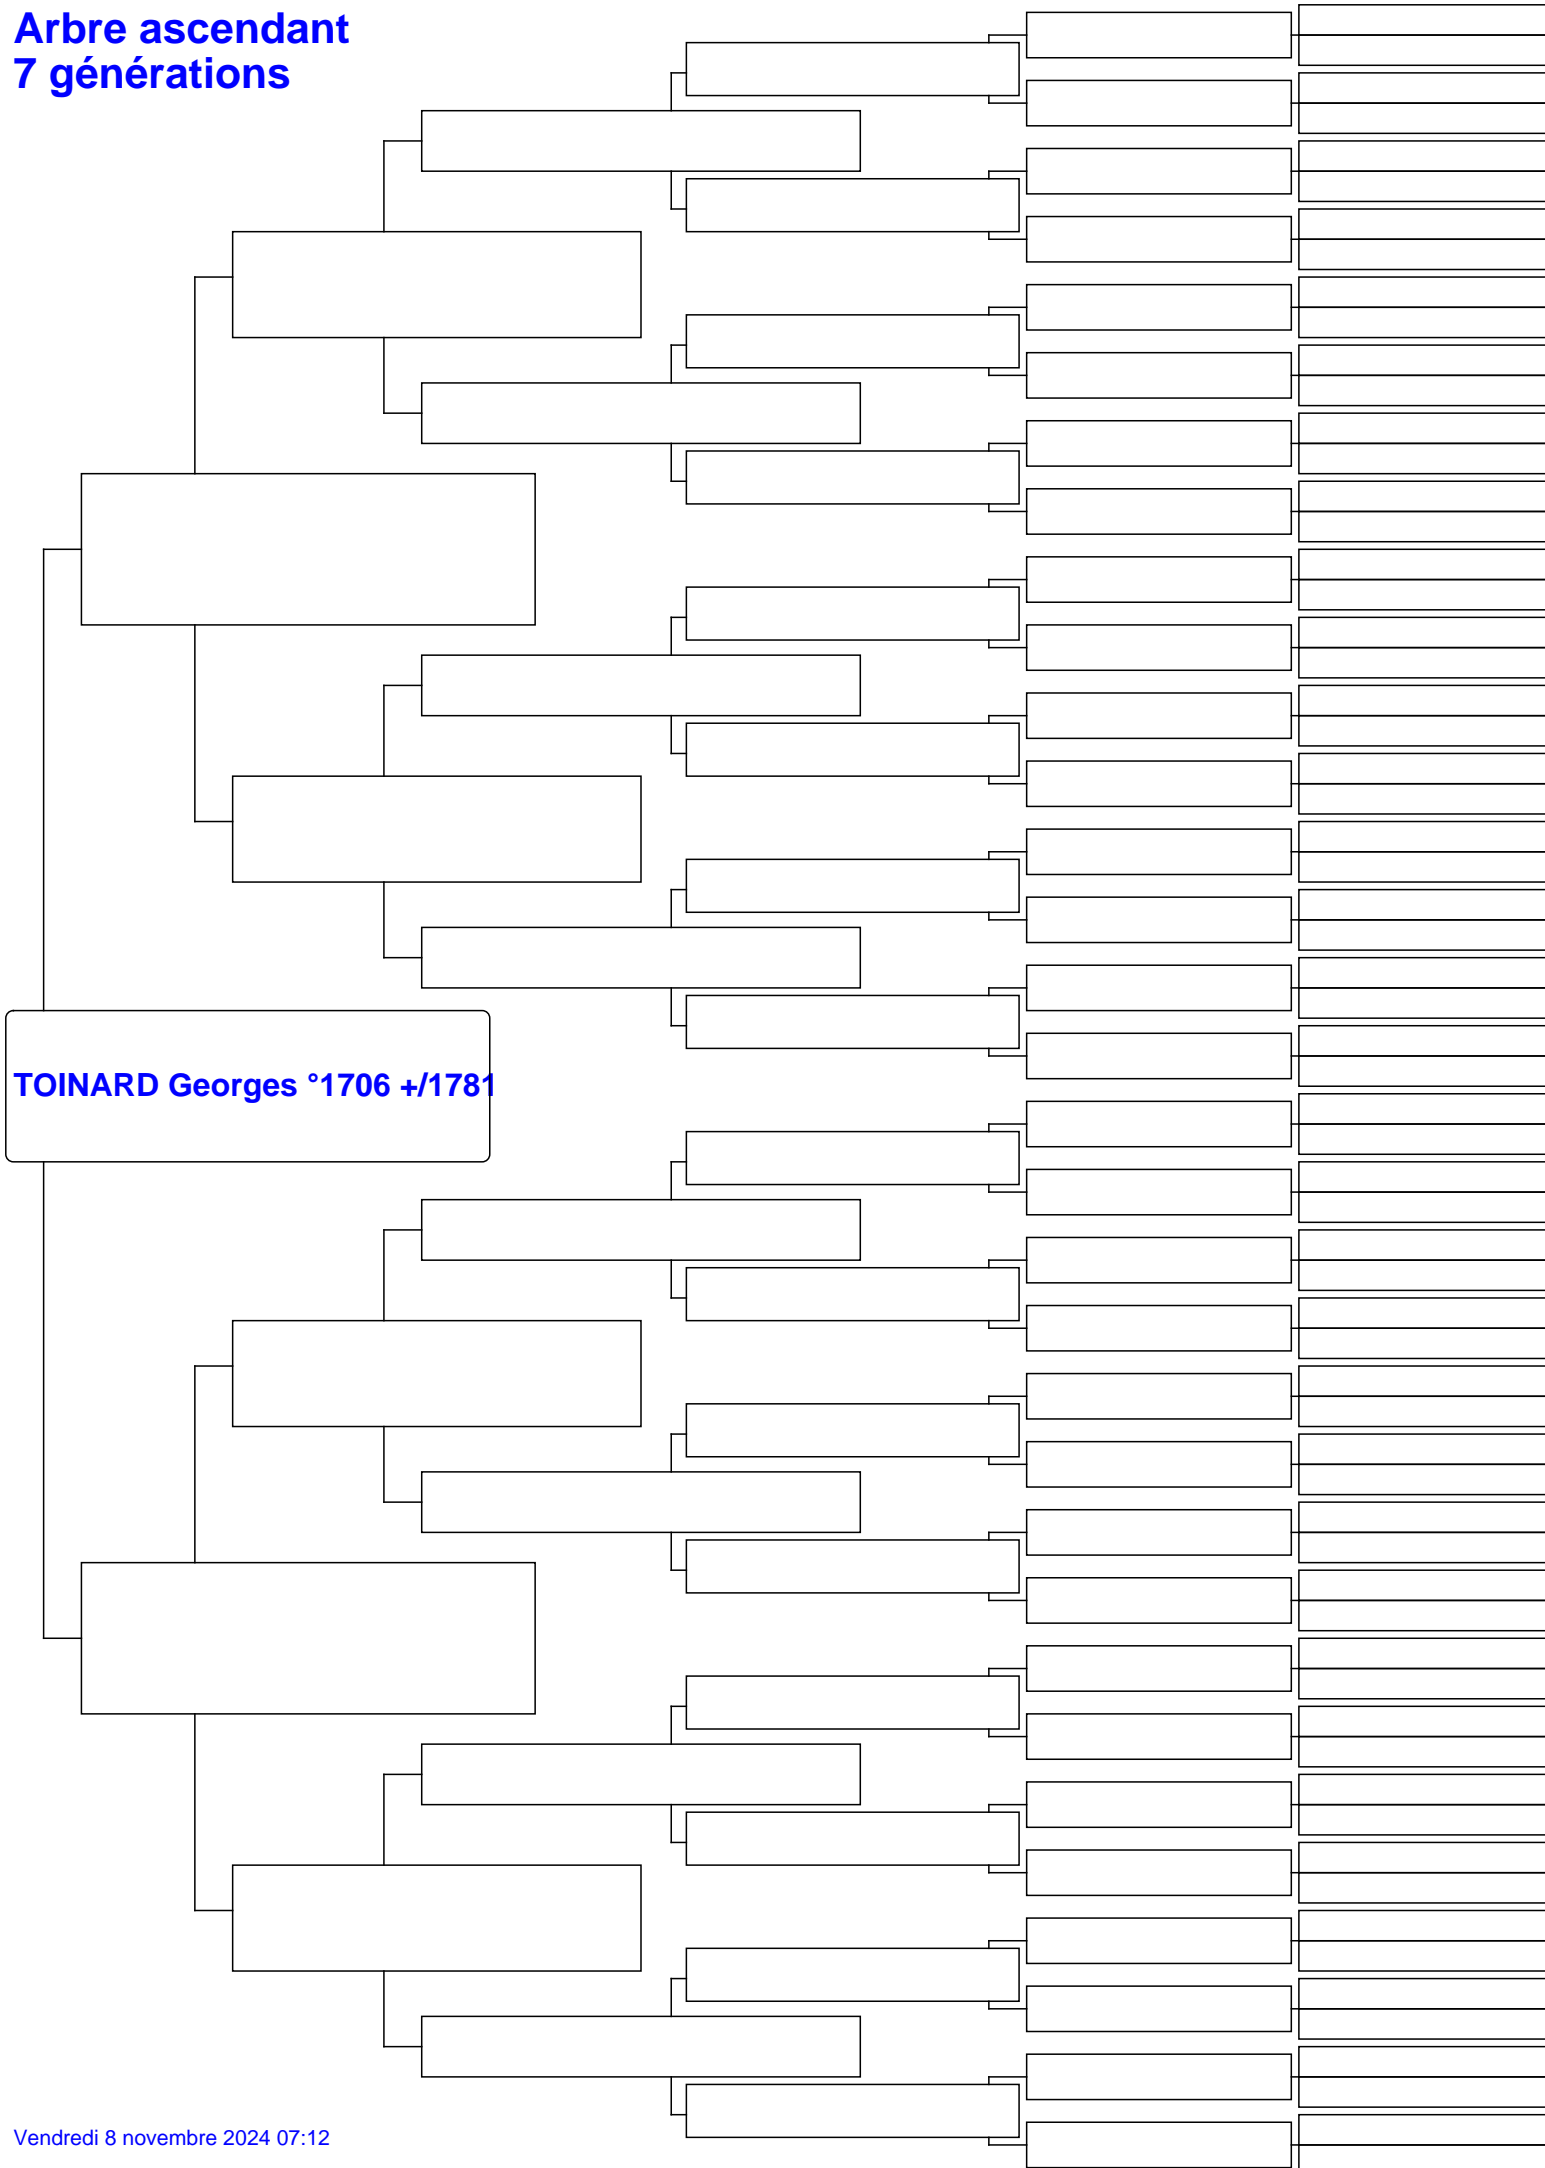 Arbre ascendant
7 générations
TOINARD Georges °1706 +/1781
Vendredi 8 novembre 2024 07:12